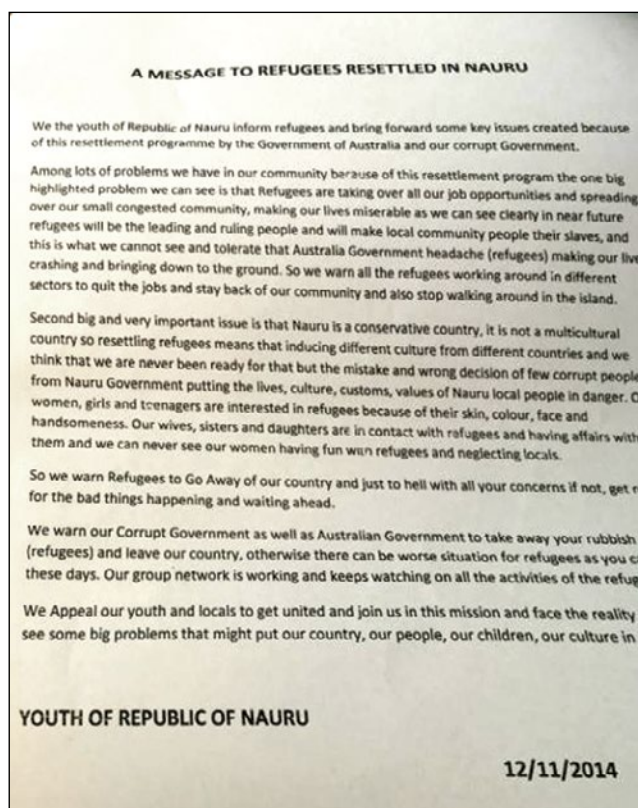 A MESSAGE TO REFUGEES RESETTLED IN NAURU
We the youth of Republic of Nauru inform refugees and bring forward some key issues created because
of this resettlement programme by the Government of Australia and our corrupt Government.
Among lots of problems we have in our community because of this resettlement program the one big
highlighted problem we can see is that Refugees are taking over all our job opportunities and spreading
over our small congested community, making our lives miserable as we can see clearly in near future
refugees will be the leading and ruling people and will make local community people their slaves, and
this is what we cannot see and tolerate that Australia Government headache (refugees) making our live
crashing and bringing down to the ground. So we warn all the refugees working around in different
sectors to quit the jobs and stay back of our community and also stop walking around in the island.
Second big and very important issue is that Nauru is a conservative country, it is not a multicultural
country so resettling refugees means that inducing different culture from different countries and we
think that we are never been ready for that but the mistake and wrong decision of few corrupt people
from Nauru Government putting the lives, culture, customs, values of Nauru local people in danger.
women, girls and teenagers are interested in refugees because of their skin, colour, face and
handsomeness. Our wives, sisters and daughters are in contact with refugees and having affairs with
them and we can never see our women having fun with refugees and neglecting locals.
So we warn Refugees to Go Away of our country and just to hell with all your concerns if not, get
for the bad things happening and waiting ahead.
We warn our Corrupt Government as well as Australian Government to take away your rubbish
(refugees) and leave our country, otherwise there can be worse situation for refugees as you
these days. Our group network is working and keeps watching on all the activities of the
We Appeal our youth and locals to get united and join us in this mission and face the reality
see some big problems that might put our country, our people, our children, our culture in
YOUTH OF REPUBLIC OF NAURU
12/11/2014